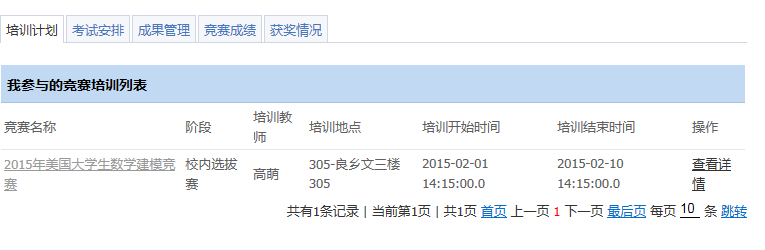 培训计划 考试安排 成果管理 竞赛成绩 获奖情况
我参与的竞赛培训列表
竞赛名称 阶段 培训教师 培训地点 培训开始时间 培训结束时间 操作
2015年美国大学生数学建模竞赛 校内选拔赛 高萌 305-良乡文三楼305 2015-02-01 14:15:00.0 2015-02-10 14:15:00.0 查看详情
共有1条记录 | 当前第1页 | 共1页 首页 上一页 1 下一页 最后页 每页 10 条 跳转